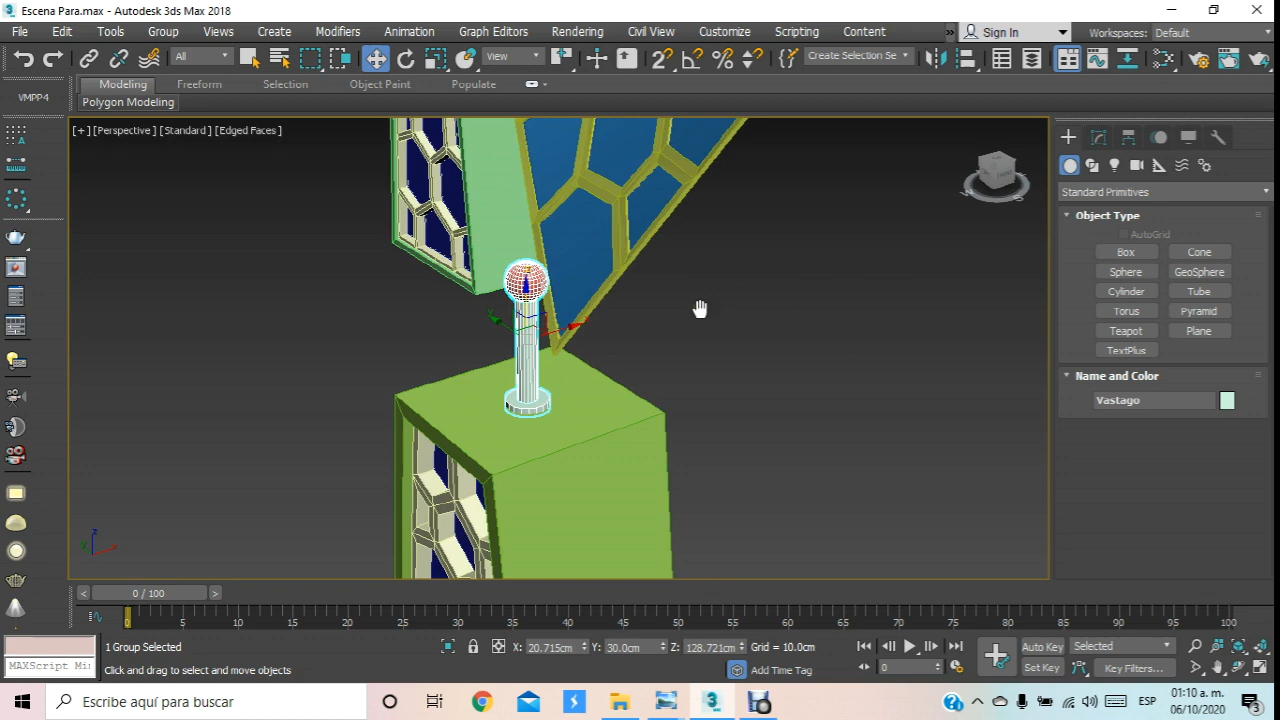 Escena Para.max - Autodesk 3ds Max 2018
File Edit Tools Group Views Create Modifiers Animation Graph Editors Rendering Civil View Customize Scripting Content » Sign In Workspaces: Default
All View Create Selection Se
Modeling Freeform Selection Object Paint Populate
VMPP4
Polygon Modeling
[+] [Perspective ] [Standard ] [Edged Faces ]
Standard Primitives
Object Type
AutoGrid
Box Cone
Sphere GeoSphere
Cylinder Tube
Torus Pyramid
Teapot Plane
TextPlus
Name and Color
Vastago
< 0 / 100 >
0 5 10 15 20 25 30 35 40 45 50 55 60 65 70 75 80 85 90 95 100
1 Group Selected X: 20.715cm Y: 30.0cm Z: 128.721cm Grid = 10.0cm Auto Key Selected
MAXScript Mi Click and drag to select and move objects Add Time Tag 0 Set Key Key Filters...
Escribe aquí para buscar ESP 01:10 a. m.
06/10/2020 3